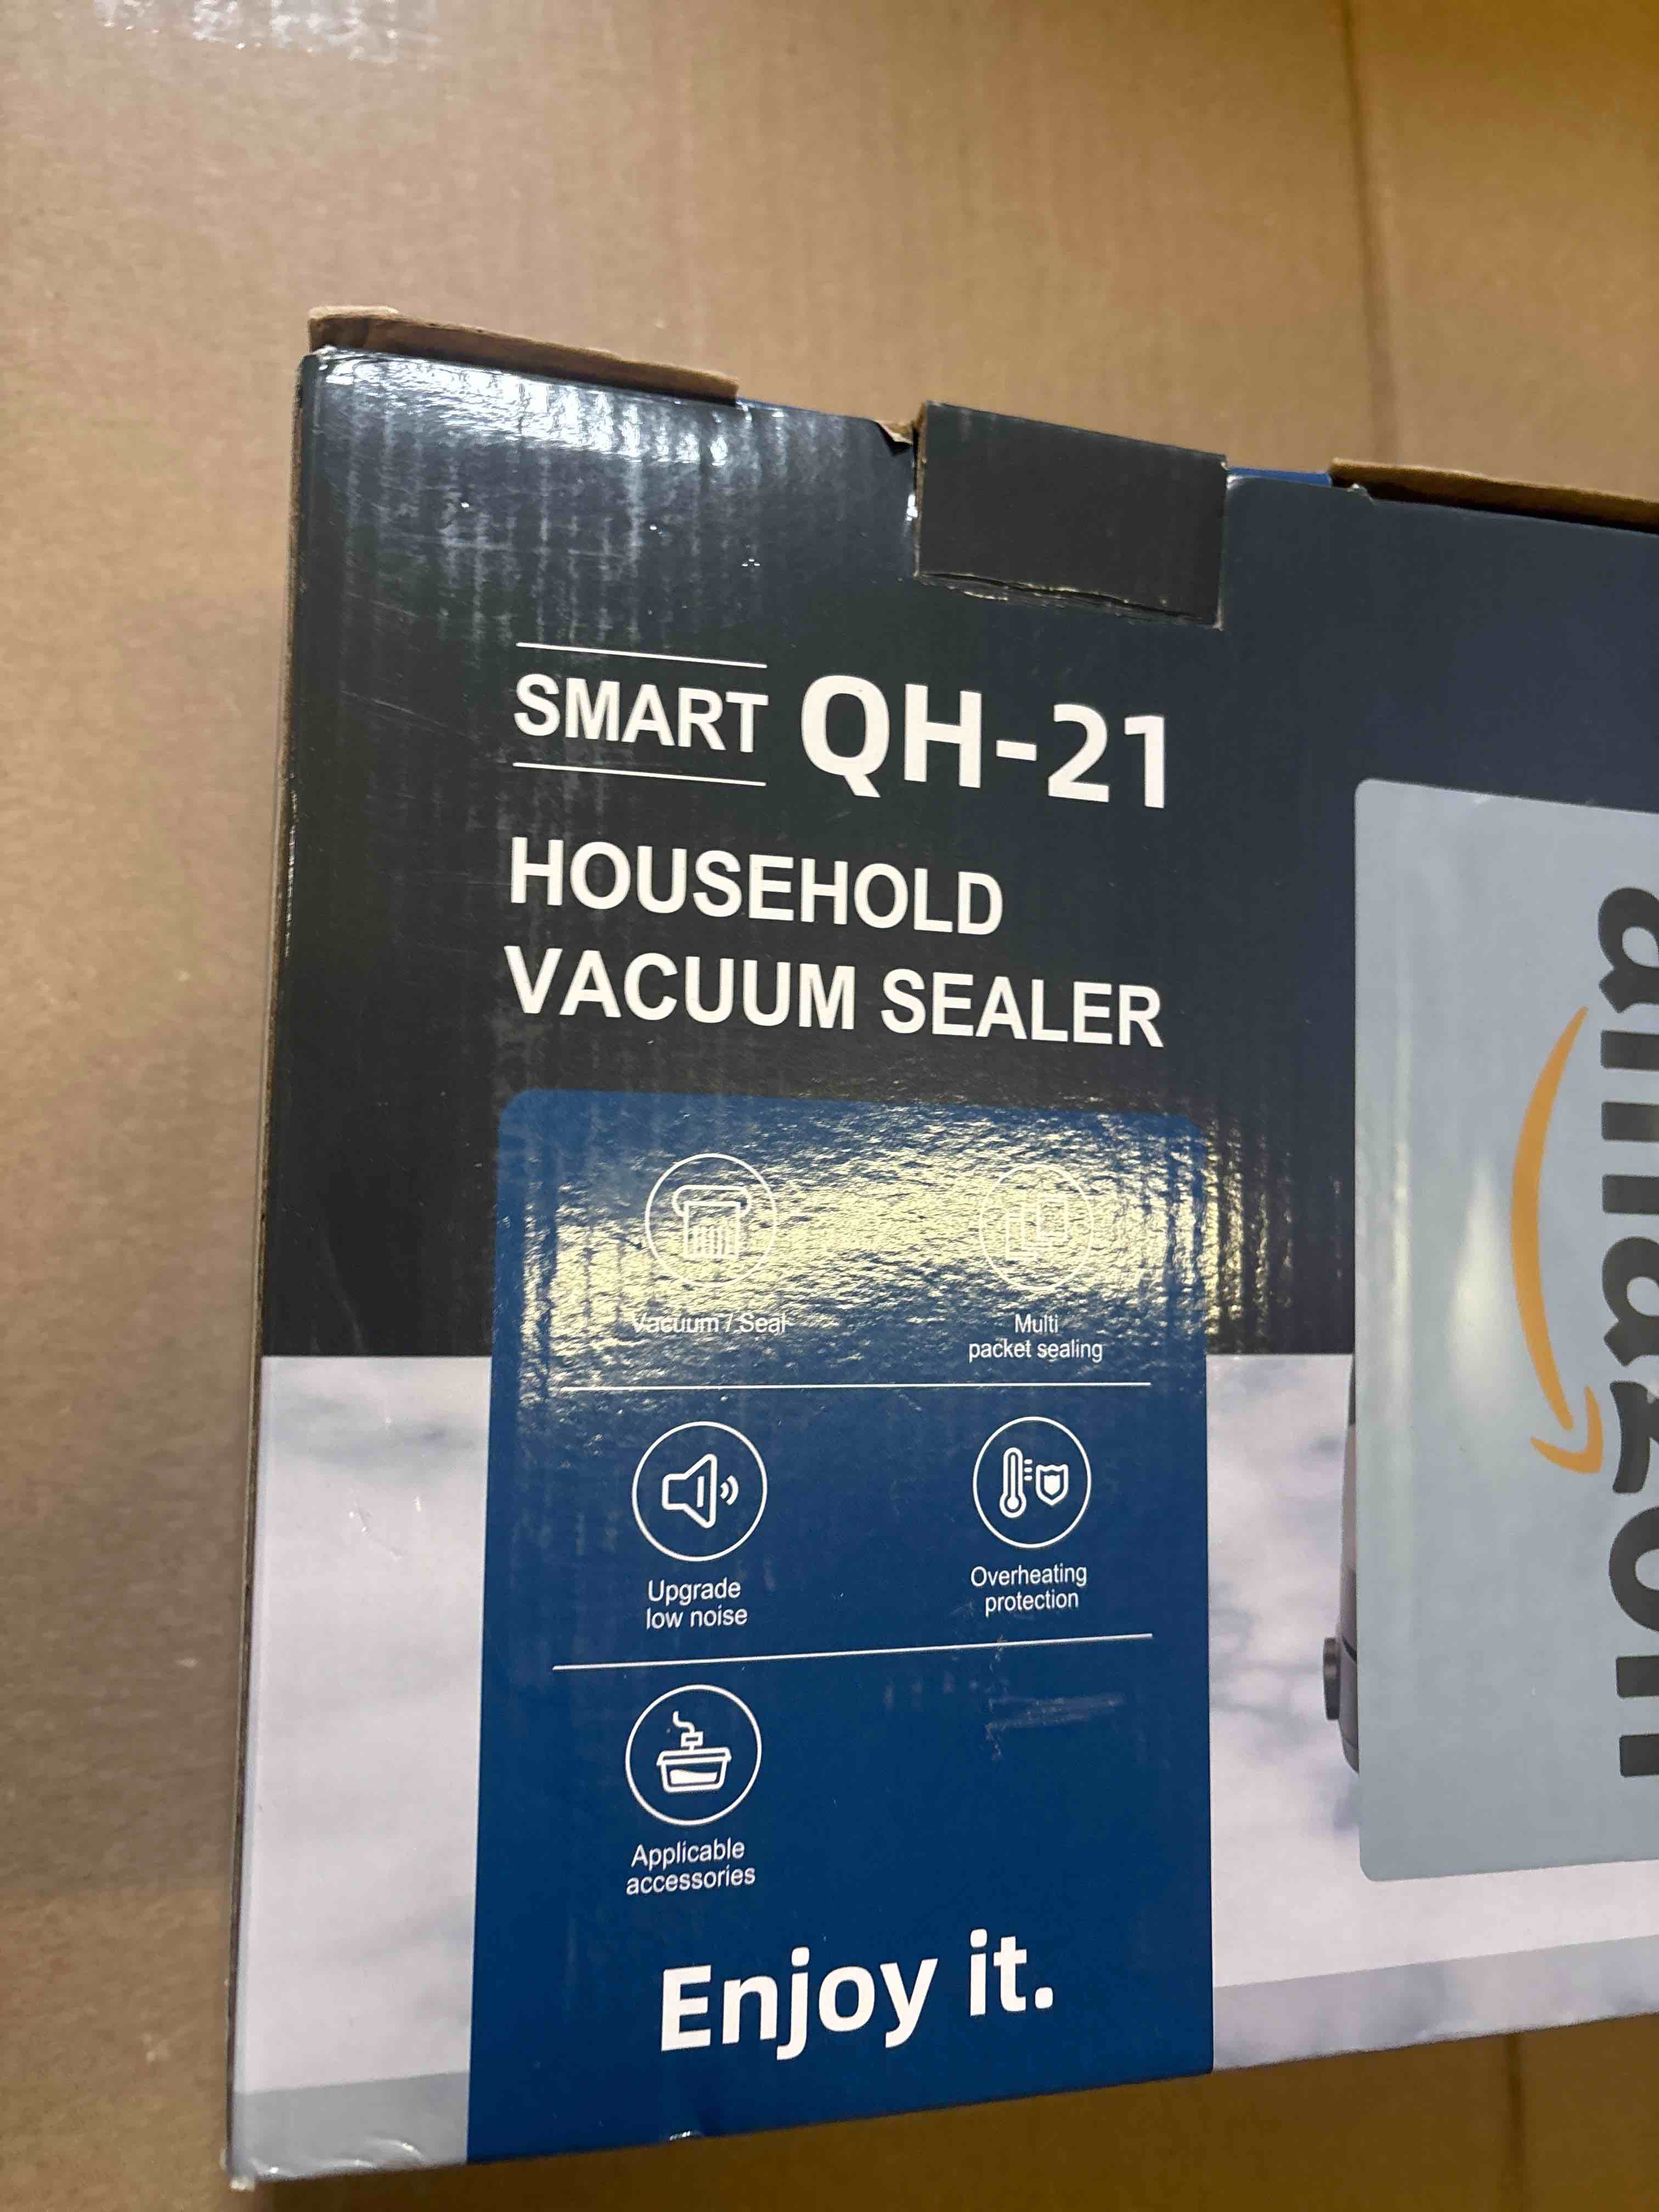 SMART QH-21
HOUSEHOLD
VACUUM SEALER
Vacuum / Seal
Multi
packet sealing
Upgrade
low noise
Overheating
protection
Applicable
accessories
Enjoy it.
amazon